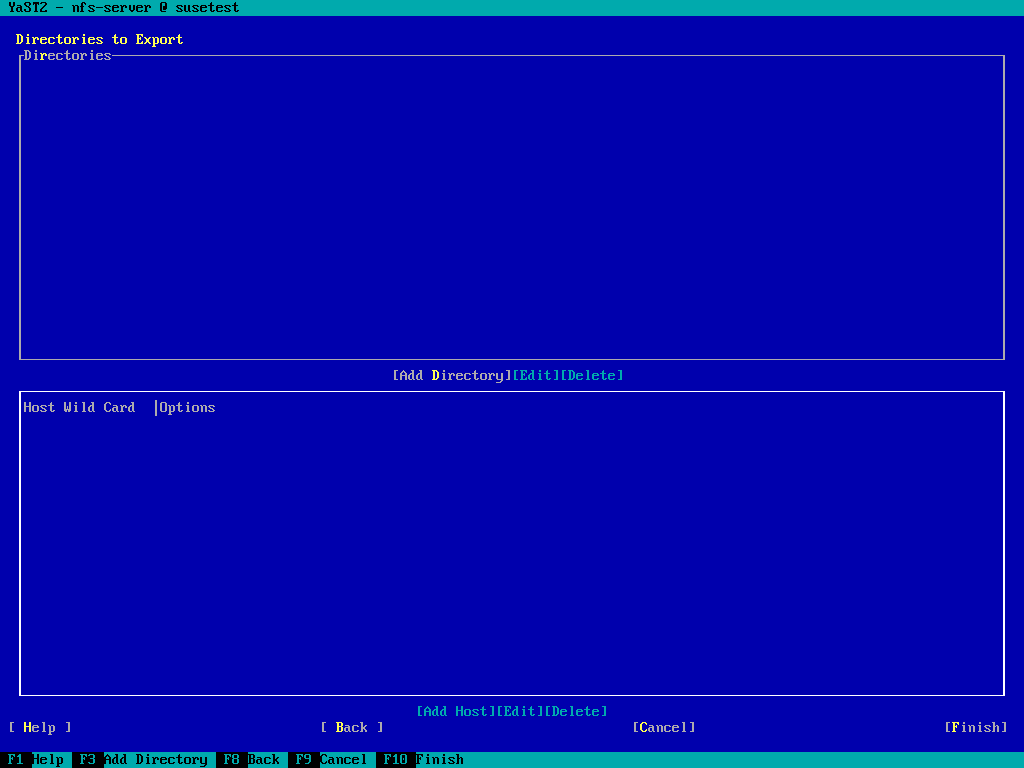 YaST2 - nfs-server @ susetest
Directories to Export
Directories
[Add Directory][Edit][Delete]
Host Wild Card │Options
[Add Host][Edit][Delete]
[ Help ] [ Back ] [Cancel] [Finish]
F1 Help F3 Add Directory F8 Back F9 Cancel F10 Finish